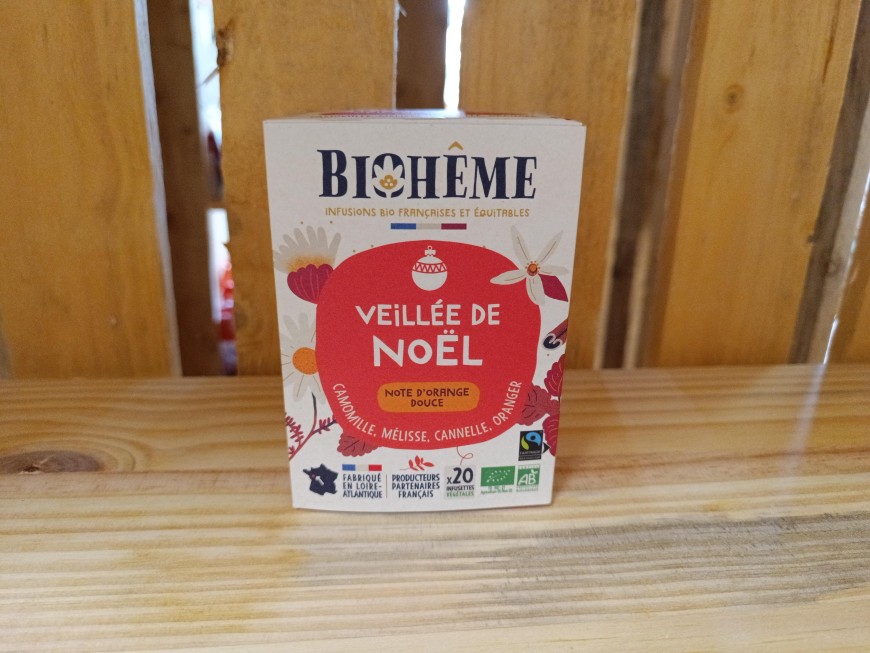 BIOHÊME
INFUSIONS BIO FRANÇAISES ET ÉQUITABLES
VEiLLÉE DE
NOËL
NOTE D'ORANGE
DOUCE
CAMOMILLE, MÉLISSE, CANNELLE, ORANGER
FABRIQUÉ
EN LOIRE-
ATLANTIQUE
PRODUCTEURS
PARTENAIRES
FRANÇAIS
x20
INFUSETTES
VÉGÉTALES
AB